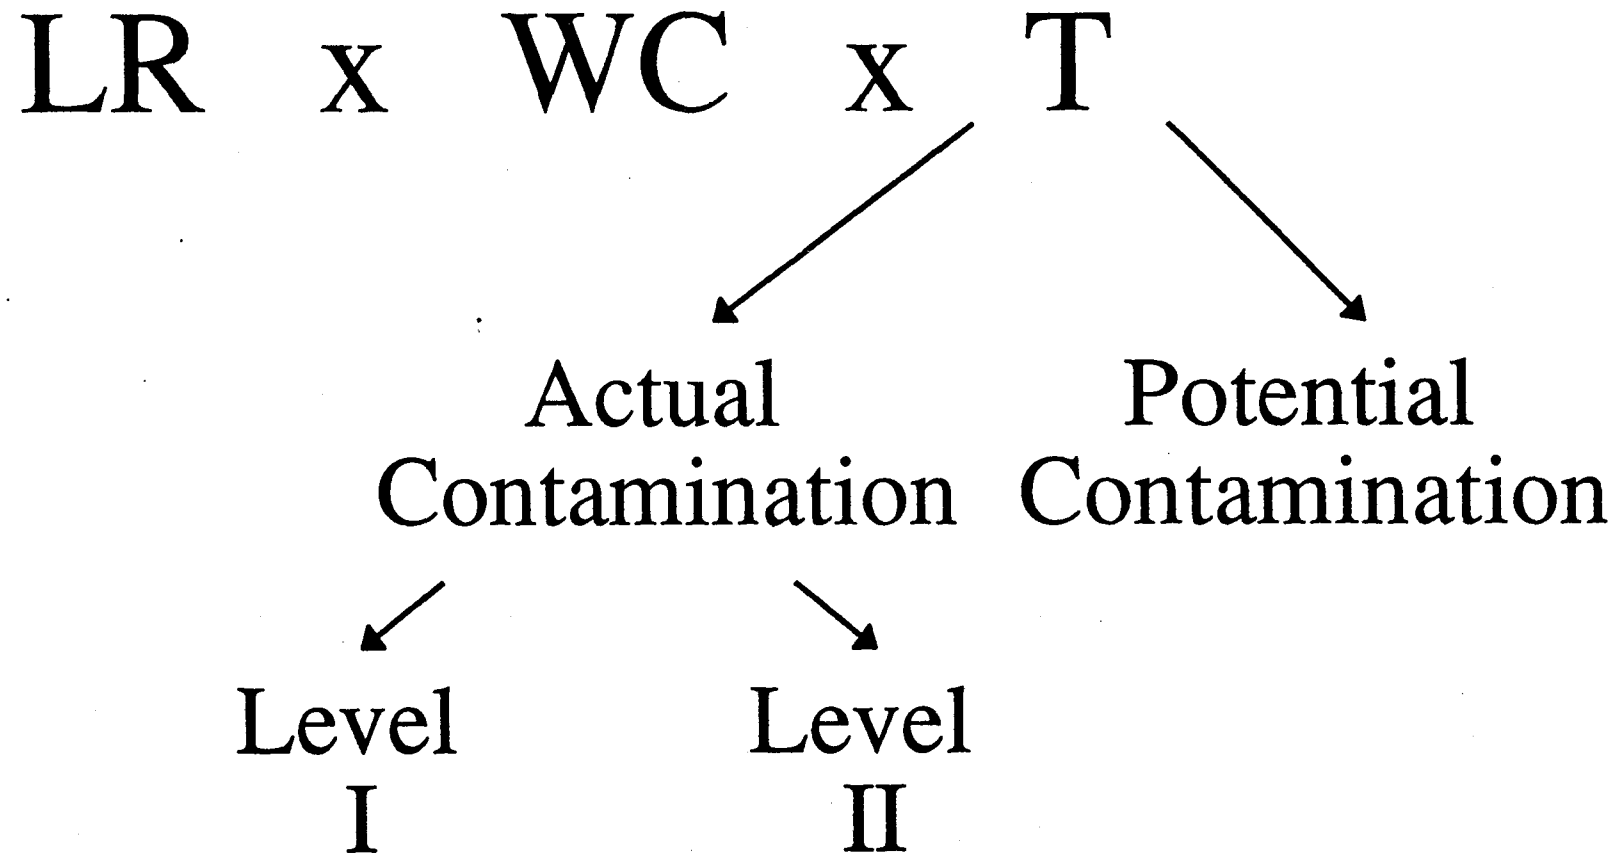 LR x WC x T
Actual Potential
Contamination Contamination
Level Level
I II